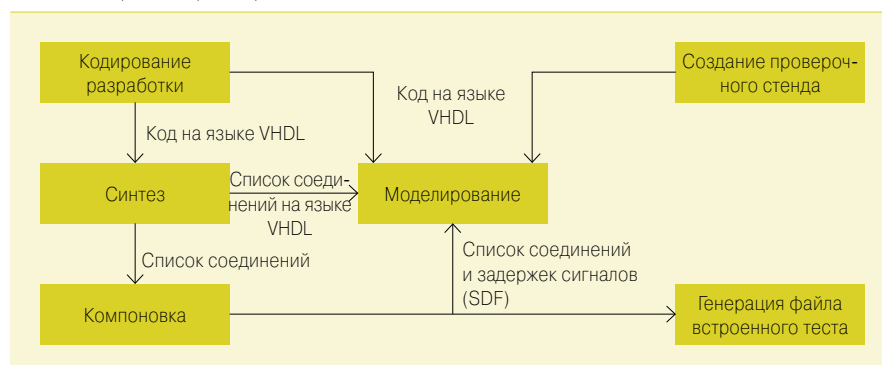 Кодирование
разработки
Создание провероч-
ного стенда
Код на языке
VHDL
Код на языке VHDL
Синтез
Список соеди-
нений на языке
VHDL
Моделирование
Список соединений
Список соединений
и задержек сигналов
(SDF)
Компоновка
Генерация файла
встроенного теста